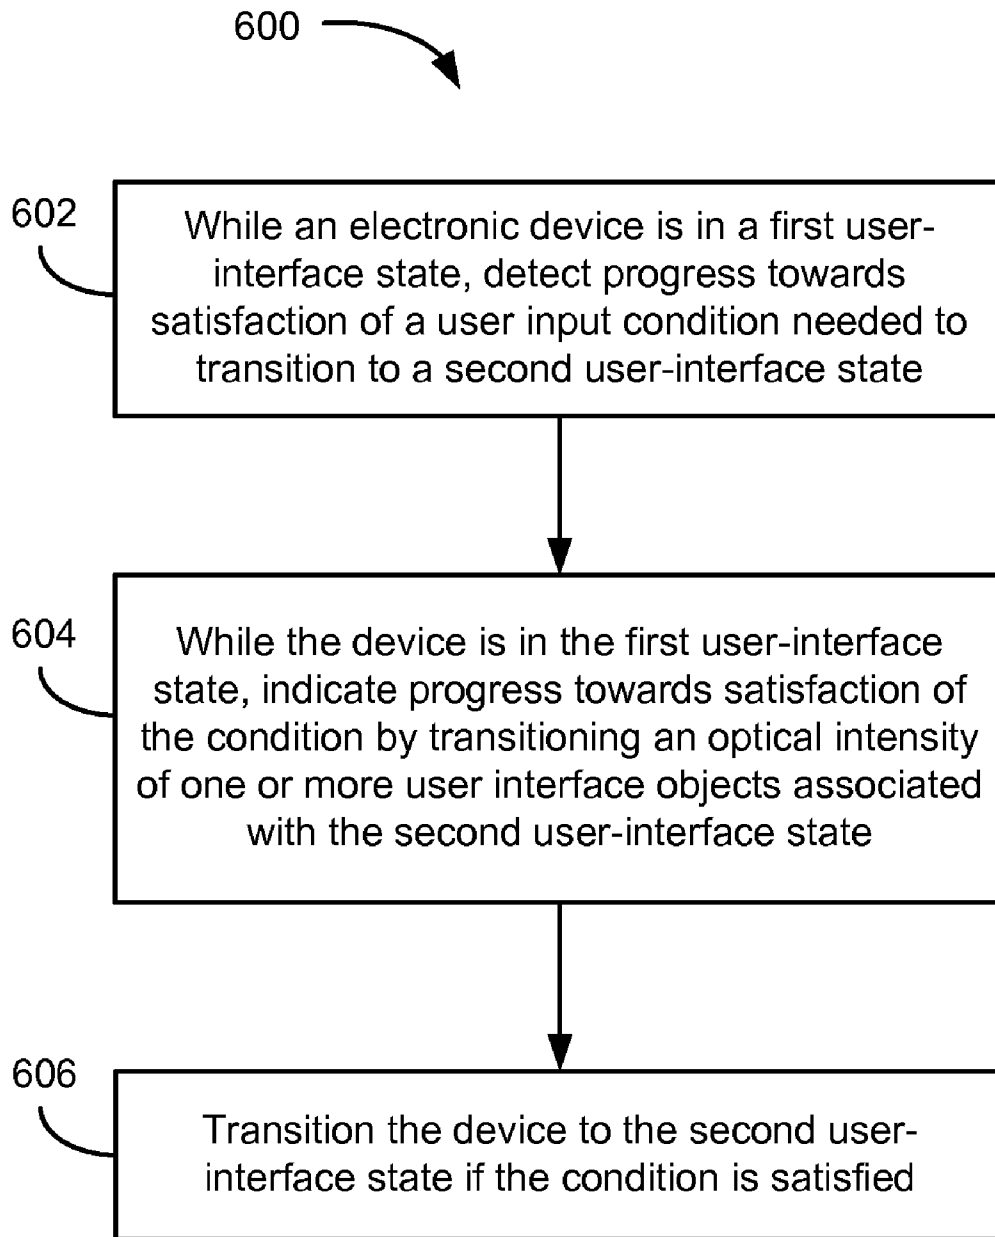 600
602
While an electronic device is in a first user-
interface state, detect progress towards
satisfaction of a user input condition needed to
transition to a second user-interface state
604
While the device is in the first user-interface
state, indicate progress towards satisfaction of
the condition by transitioning an optical intensity
of one or more user interface objects associated
with the second user-interface state
606
Transition the device to the second user-
interface state if the condition is satisfied